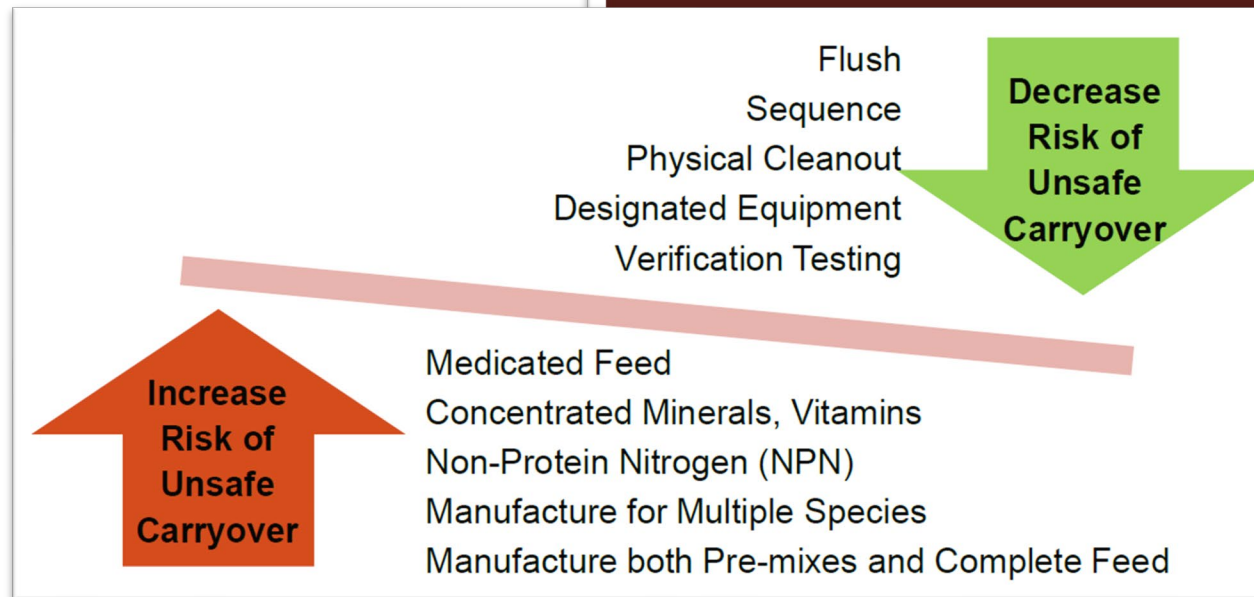 Flush
Sequence
Physical Cleanout
Designated Equipment
Verification Testing
Decrease
Risk of
Unsafe
Carryover
Increase
Risk of
Unsafe
Carryover
Medicated Feed
Concentrated Minerals, Vitamins
Non-Protein Nitrogen (NPN)
Manufacture for Multiple Species
Manufacture both Pre-mixes and Complete Feed